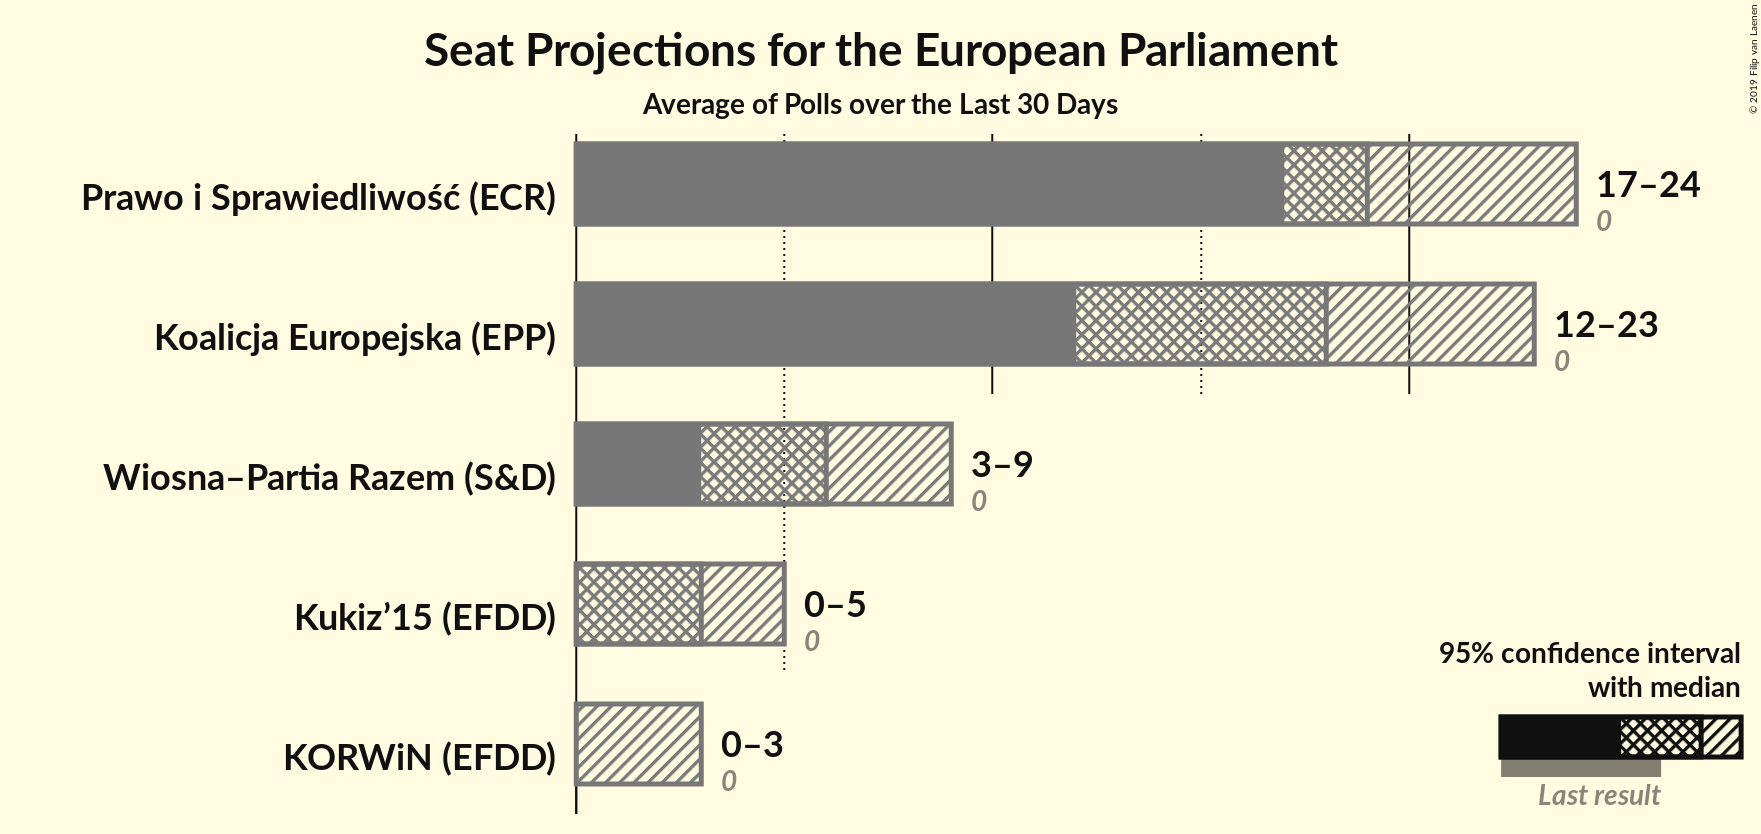 Seat Projections for the European Parliament
Average of Polls over the Last 30 Days
© 2019 Filip van Laenen
Prawo i Sprawiedliwość (ECR)
17–24
0
Koalicja Europejska (EPP)
12–23
0
Wiosna–Partia Razem (S&D)
3–9
0
Kukiz’15 (EFDD)
0–5
0
KORWiN (EFDD)
0–3
0
95% confidence interval
with median
Last result